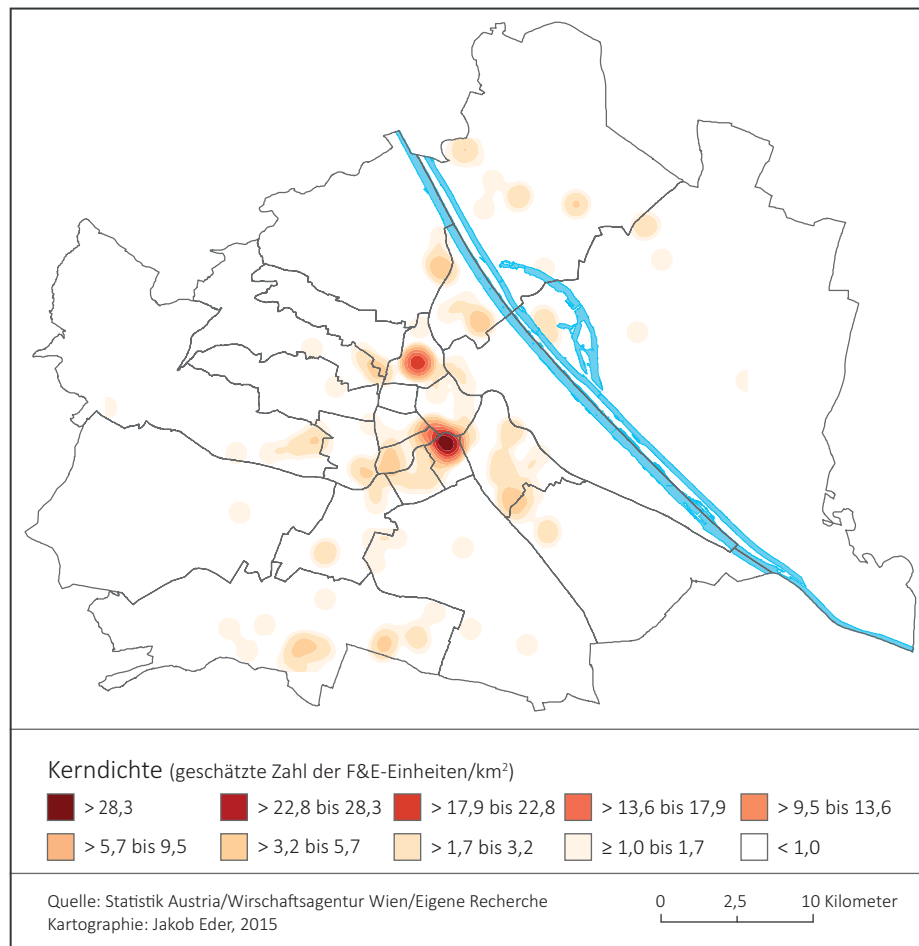 Kerndichte (geschätzte Zahl der F&E-Einheiten/km²)
> 28,3 > 22,8 bis 28,3 > 17,9 bis 22,8 > 13,6 bis 17,9 > 9,5 bis 13,6
> 5,7 bis 9,5 > 3,2 bis 5,7 > 1,7 bis 3,2 ≥ 1,0 bis 1,7 < 1,0
Quelle: Statistik Austria/Wirschaftsagentur Wien/Eigene Recherche
Kartographie: Jakob Eder, 2015
0 2,5 10 Kilometer